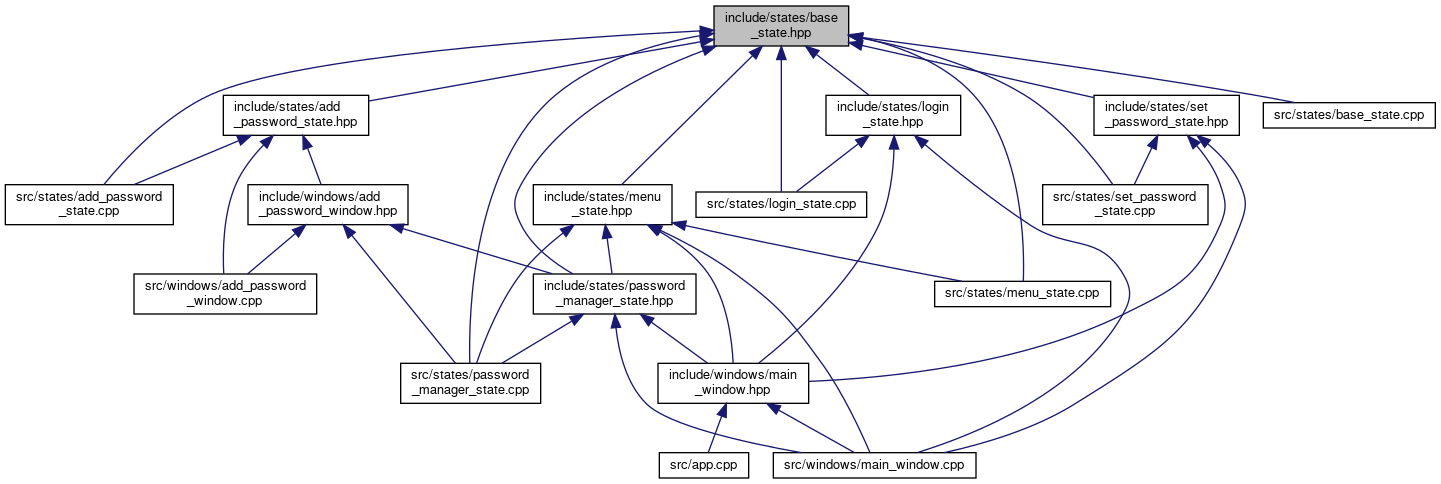 include/states/base
_state.hpp
include/states/add
_password_state.hpp
include/states/login
_state.hpp
include/states/set
_password_state.hpp
src/states/base_state.cpp
src/states/add_password
_state.cpp
include/windows/add
_password_window.hpp
include/states/menu
_state.hpp
src/states/login_state.cpp
src/states/set_password
_state.cpp
src/windows/add_password
_window.cpp
include/states/password
_manager_state.hpp
src/states/menu_state.cpp
src/states/password
_manager_state.cpp
include/windows/main
_window.hpp
src/app.cpp
src/windows/main_window.cpp